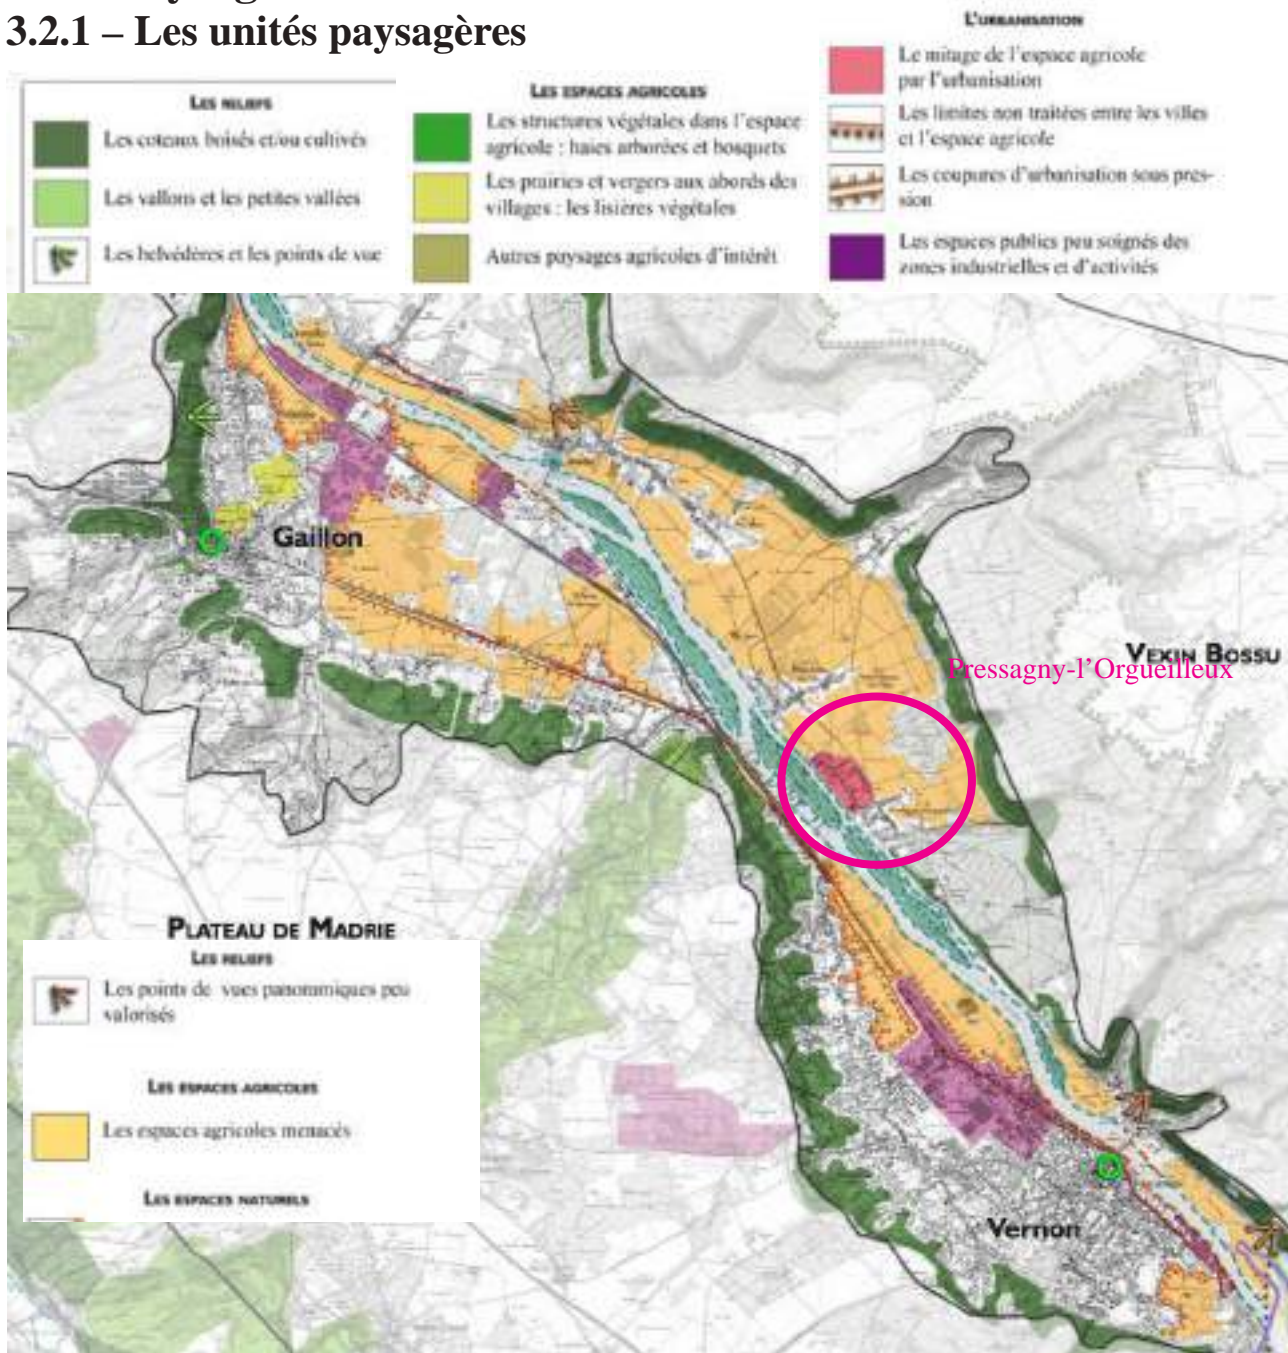 3.2.1 – Les unités paysagères
LES RELIEFS
Les coteaux boisés et/ou cultivés
Les vallons et les petites vallées
Les belvédères et les points de vue
LES ESPACES AGRICOLES
Les structures végétales dans l'espace
agricole : haies arborées et bosquets
Les prairies et vergers aux abords des
villages : les lisières végétales
Autres paysages agricoles d'intérêt
L'URBANISATION
Le mitage de l'espace agricole
par l'urbanisation
Les limites non traitées entre les villes
et l'espace agricole
Les coupures d'urbanisation sous pres-
sion
Les espaces publics peu soignés des
zones industrielles et d'activités
Gaillon
VEXIN BOSSU
Pressagny-l'Orgueilleux
PLATEAU DE MADRIE
LES RELIEFS
Les points de vues panoramiques peu
valorisés
LES ESPACES AGRICOLES
Les espaces agricoles menacés
LES ESPACES NATURELS
Vernon